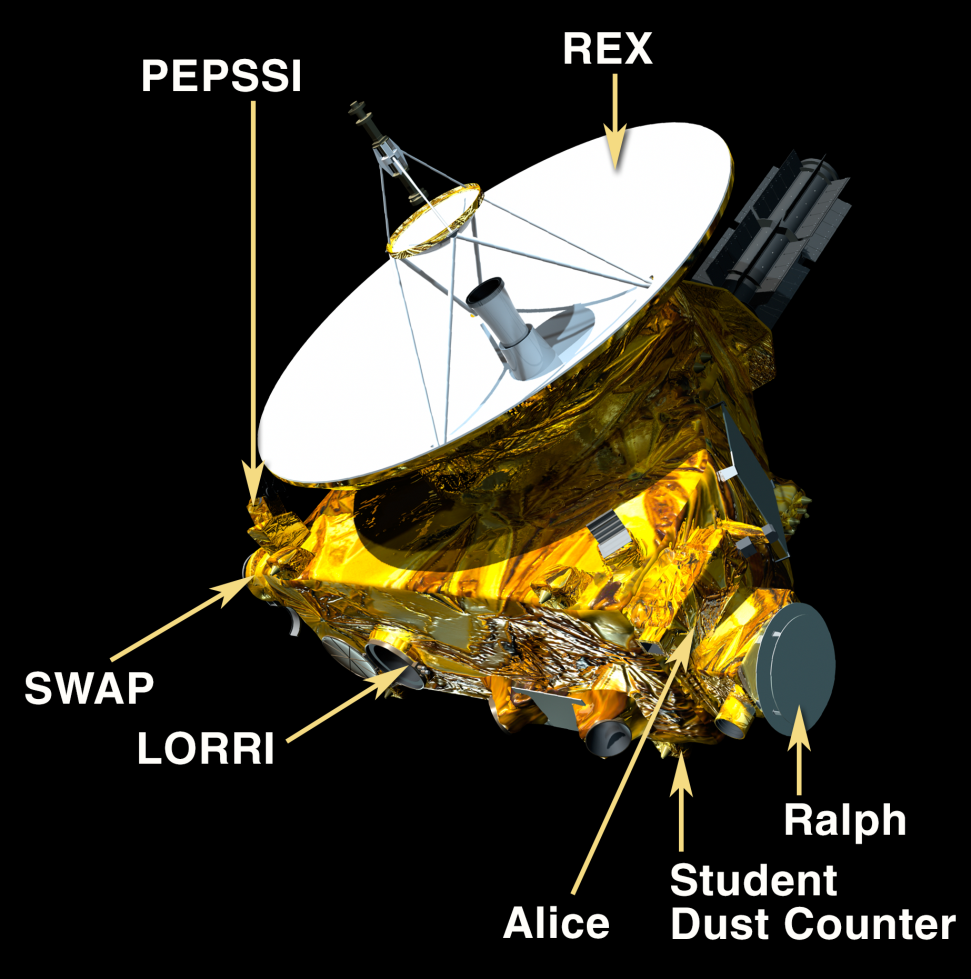 REX
PEPSSI
SWAP
LORRI
Ralph
Student
Dust Counter
Alice